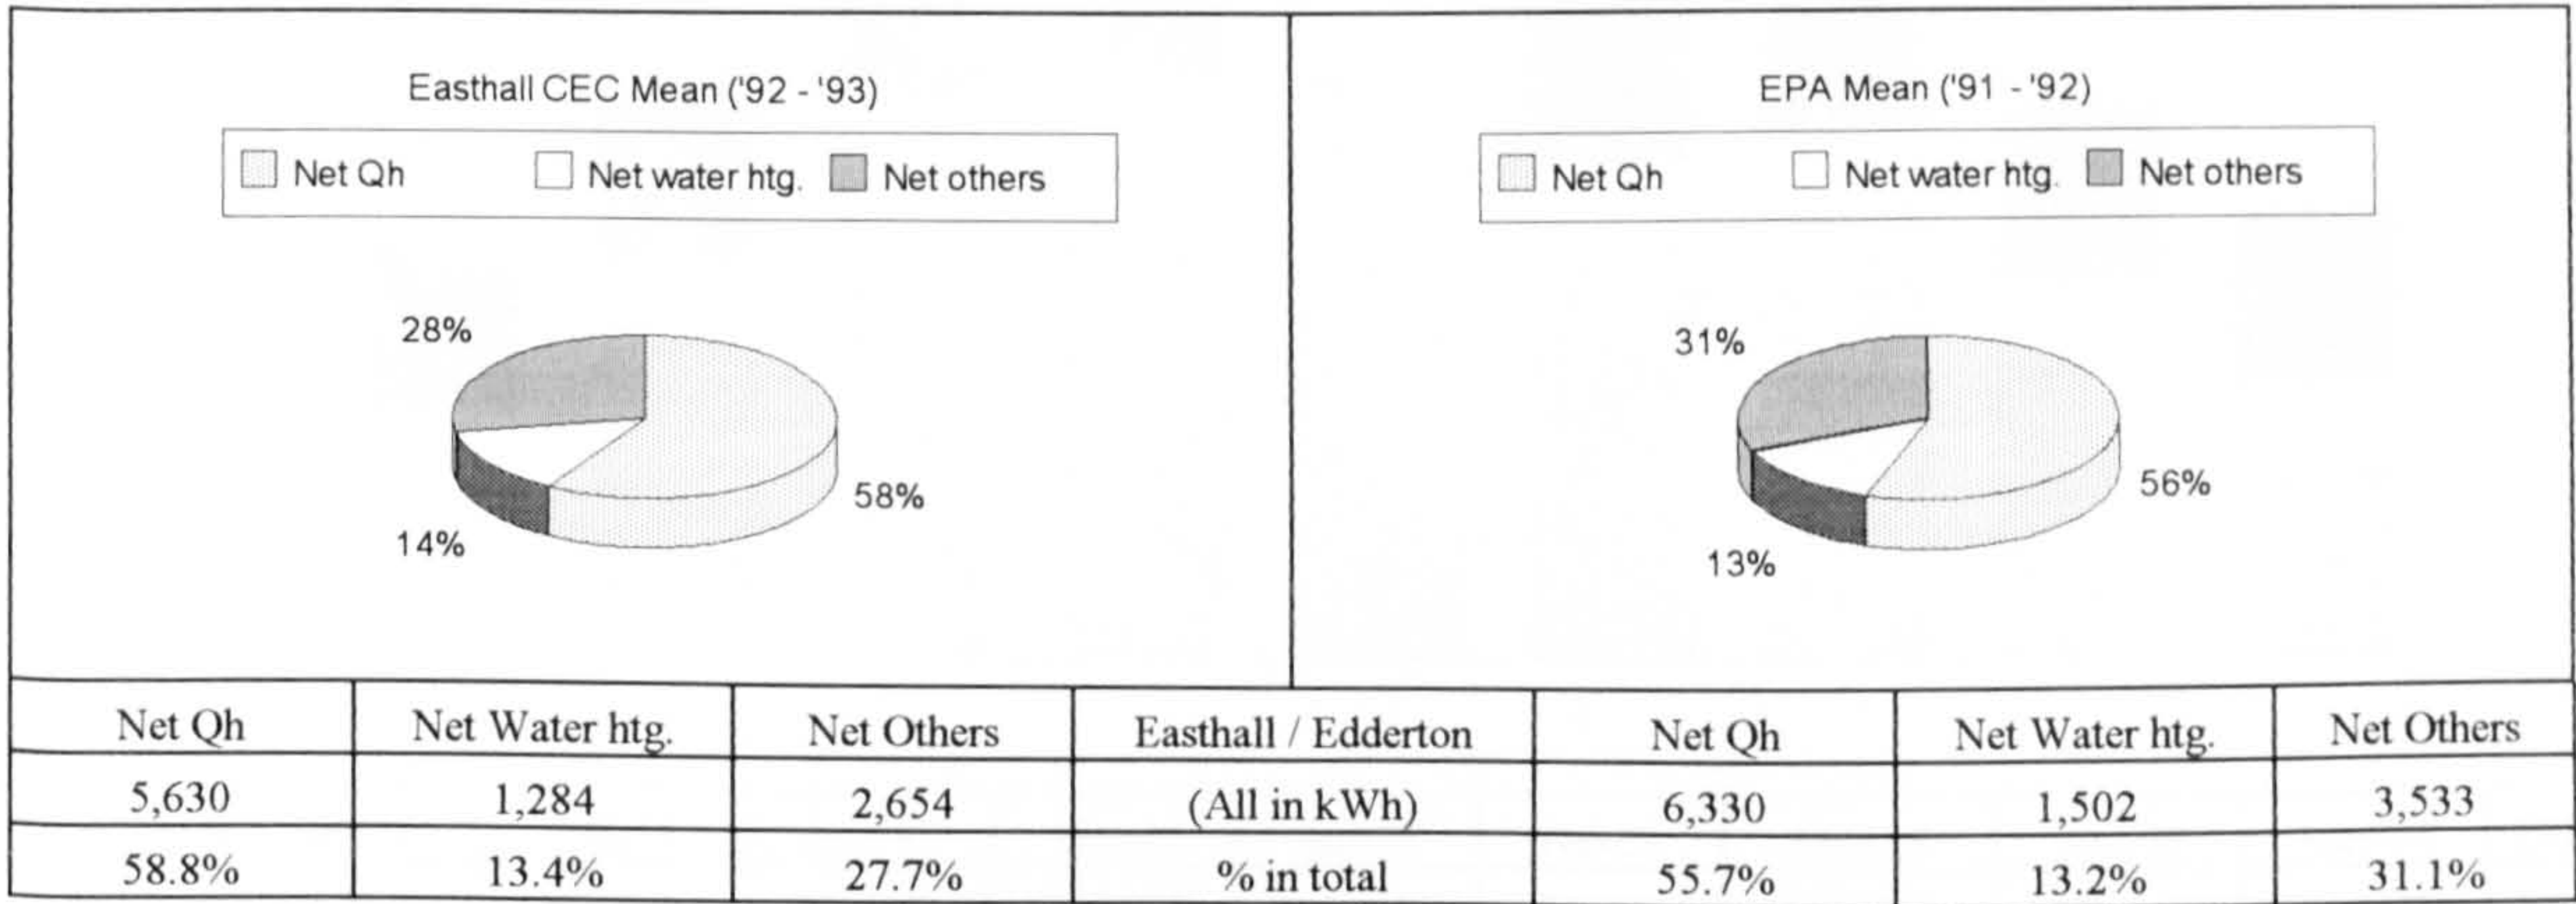 Easthall CEC Mean ('92 - '93)
Net Qh Net water htg. Net others
28%
58%
14%
EPA Mean ('91 - '92)
Net Qh Net water htg. Net others
31%
56%
13%
Net Qh Net Water htg. Net Others Easthall / Edderton Net Qh Net Water htg. Net Others
5,630 1,284 2,654 (All in kWh) 6,330 1,502 3,533
58.8% 13.4% 27.7% % in total 55.7% 13.2% 31.1%